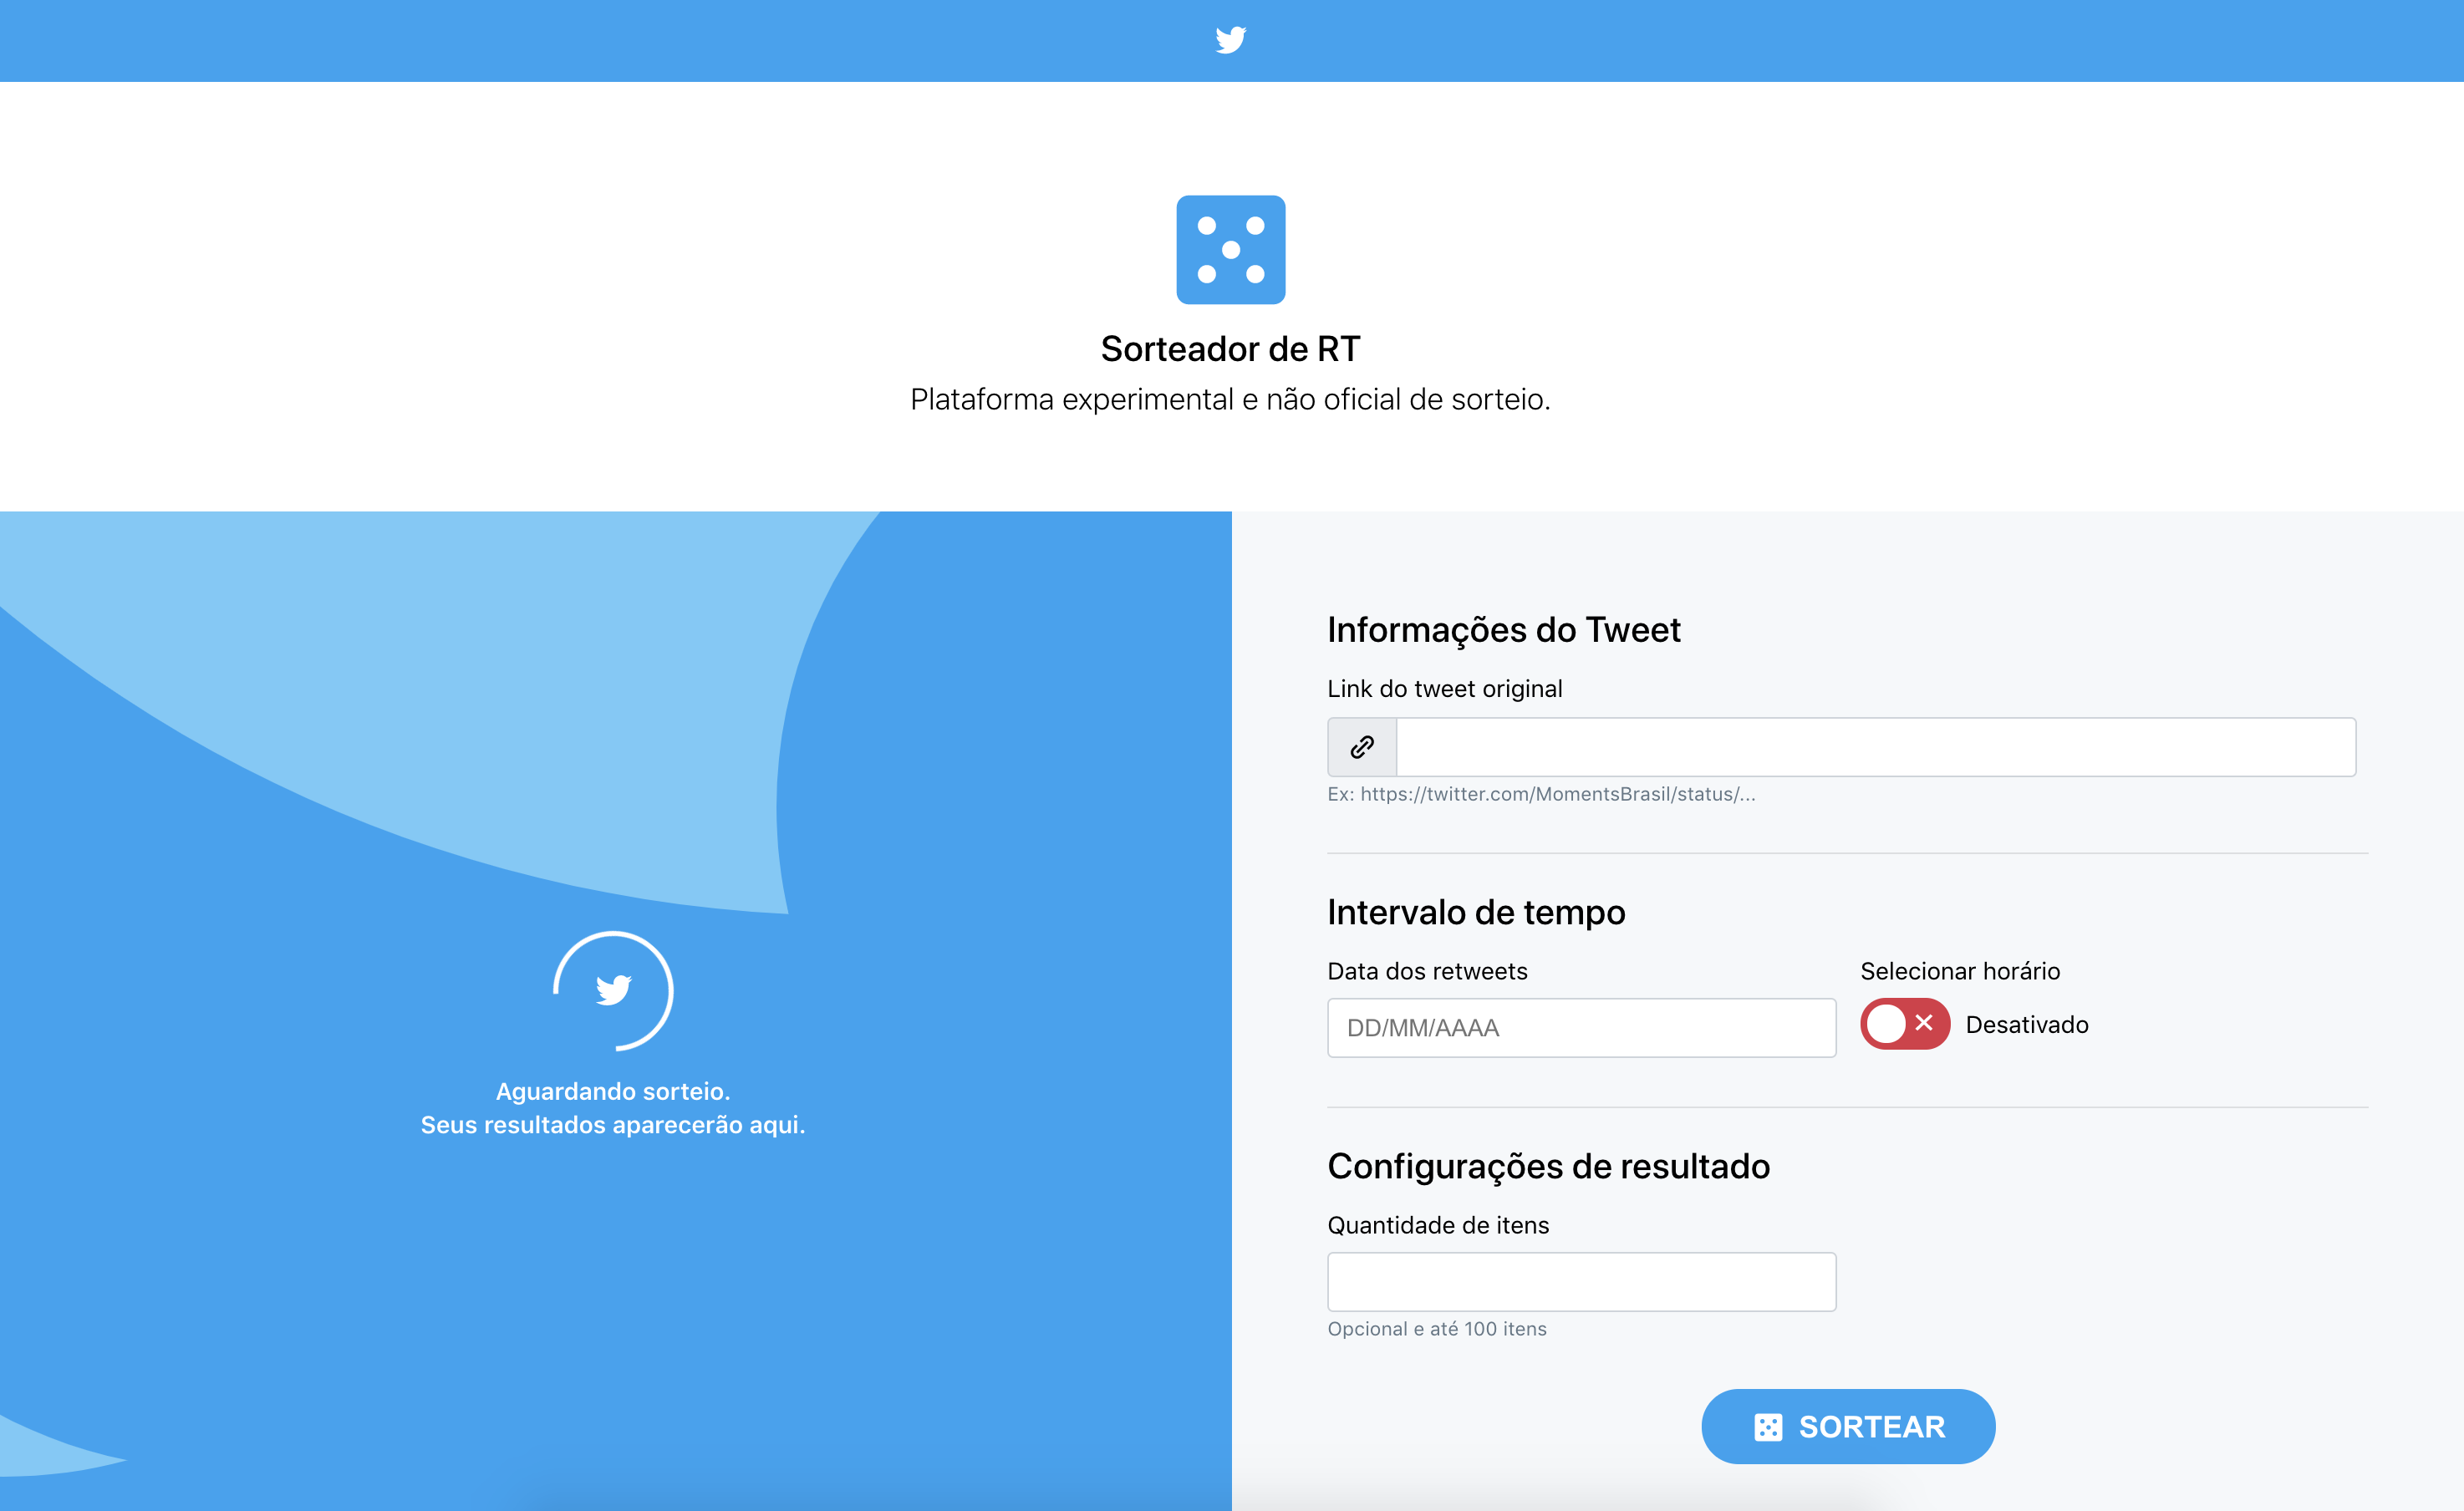 Sorteador de RT
Plataforma experimental e não oficial de sorteio.
Aguardando sorteio.
Seus resultados aparecerão aqui.
Informações do Tweet
Link do tweet original
Ex: https://twitter.com/MomentsBrasil/status/...
Intervalo de tempo
Data dos retweets
Selecionar horário
DD/MM/AAAA
Desativado
Configurações de resultado
Quantidade de itens
Opcional e até 100 itens
SORTEAR